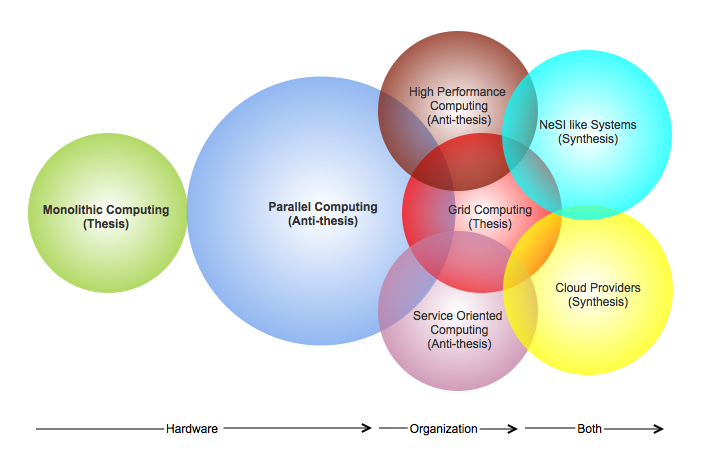 Monolithic Computing
(Thesis)
Parallel Computing
(Anti-thesis)
High Performance
Computing
(Anti-thesis)
Grid Computing
(Thesis)
Service Oriented
Computing
(Anti-thesis)
NeSI like Systems
(Synthesis)
Cloud Providers
(Synthesis)
Hardware
Organization
Both